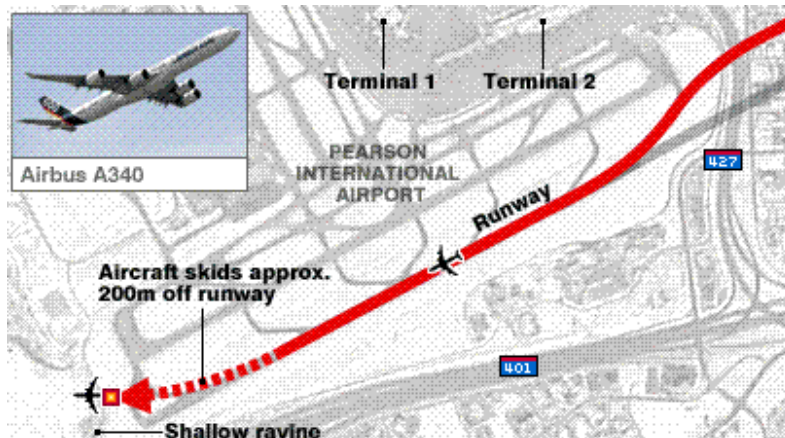 Airbus A340
Terminal 1
Terminal 2
PEARSON
INTERNATIONAL
AIRPORT
427
Runway
Aircraft skids approx.
200m off runway
401
Shallow ravine